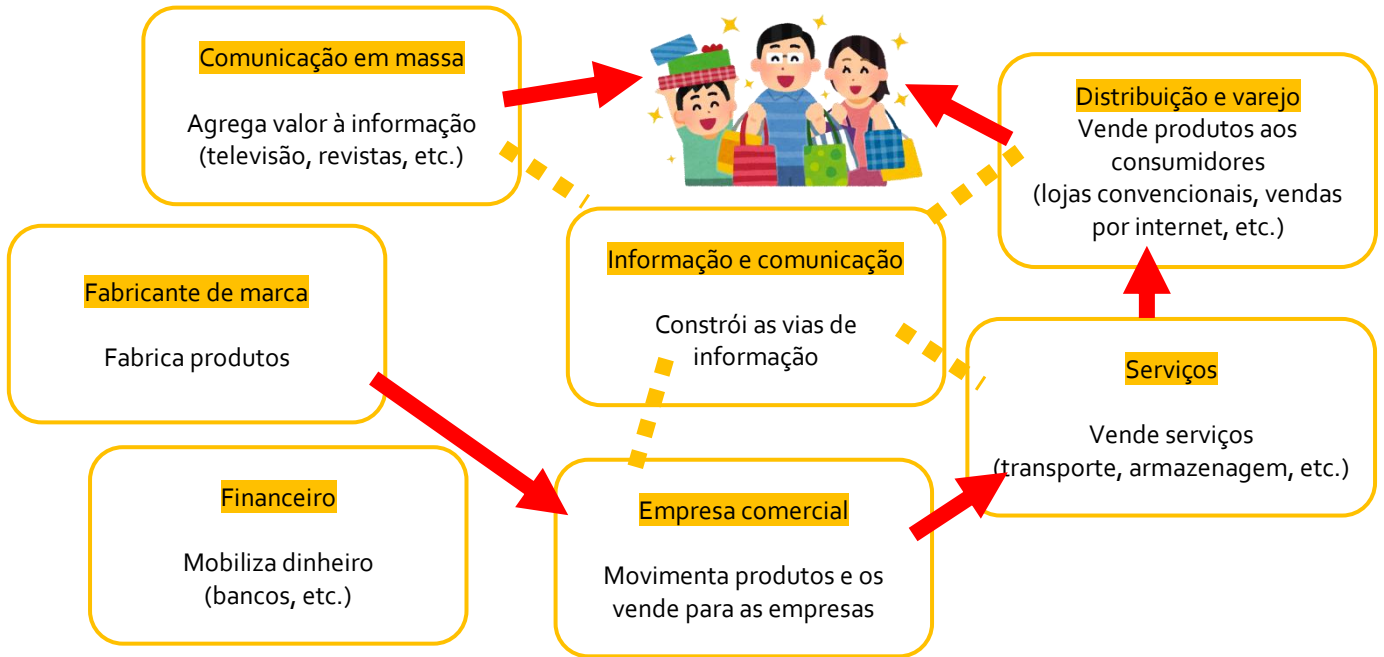 Comunicação em massa
Agrega valor à informação
(televisão, revistas, etc.)
Distribuição e varejo
Vende produtos aos
consumidores
(lojas convencionais, vendas
por internet, etc.)
Fabricante de marca
Fabrica produtos
Informação e comunicação
Constrói as vias de
informação
Serviços
Vende serviços
(transporte, armazenagem, etc.)
Financeiro
Mobiliza dinheiro
(bancos, etc.)
Empresa comercial
Movimenta produtos e os
vende para as empresas